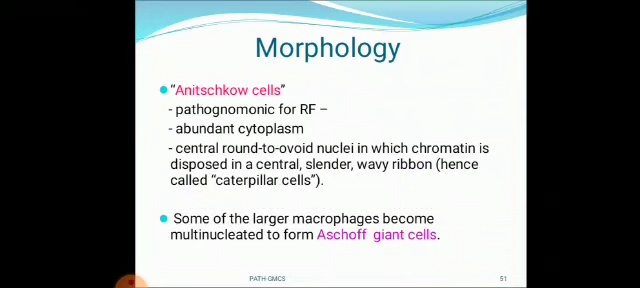 Morphology
“Anitschkow cells”
- pathognomonic for RF –
- abundant cytoplasm
- central round-to-ovoid nuclei in which chromatin is
disposed in a central, slender, wavy ribbon (hence
called “caterpillar cells”).
Some of the larger macrophages become
multinucleated to form Aschoff giant cells.
PATH-GMCS
51